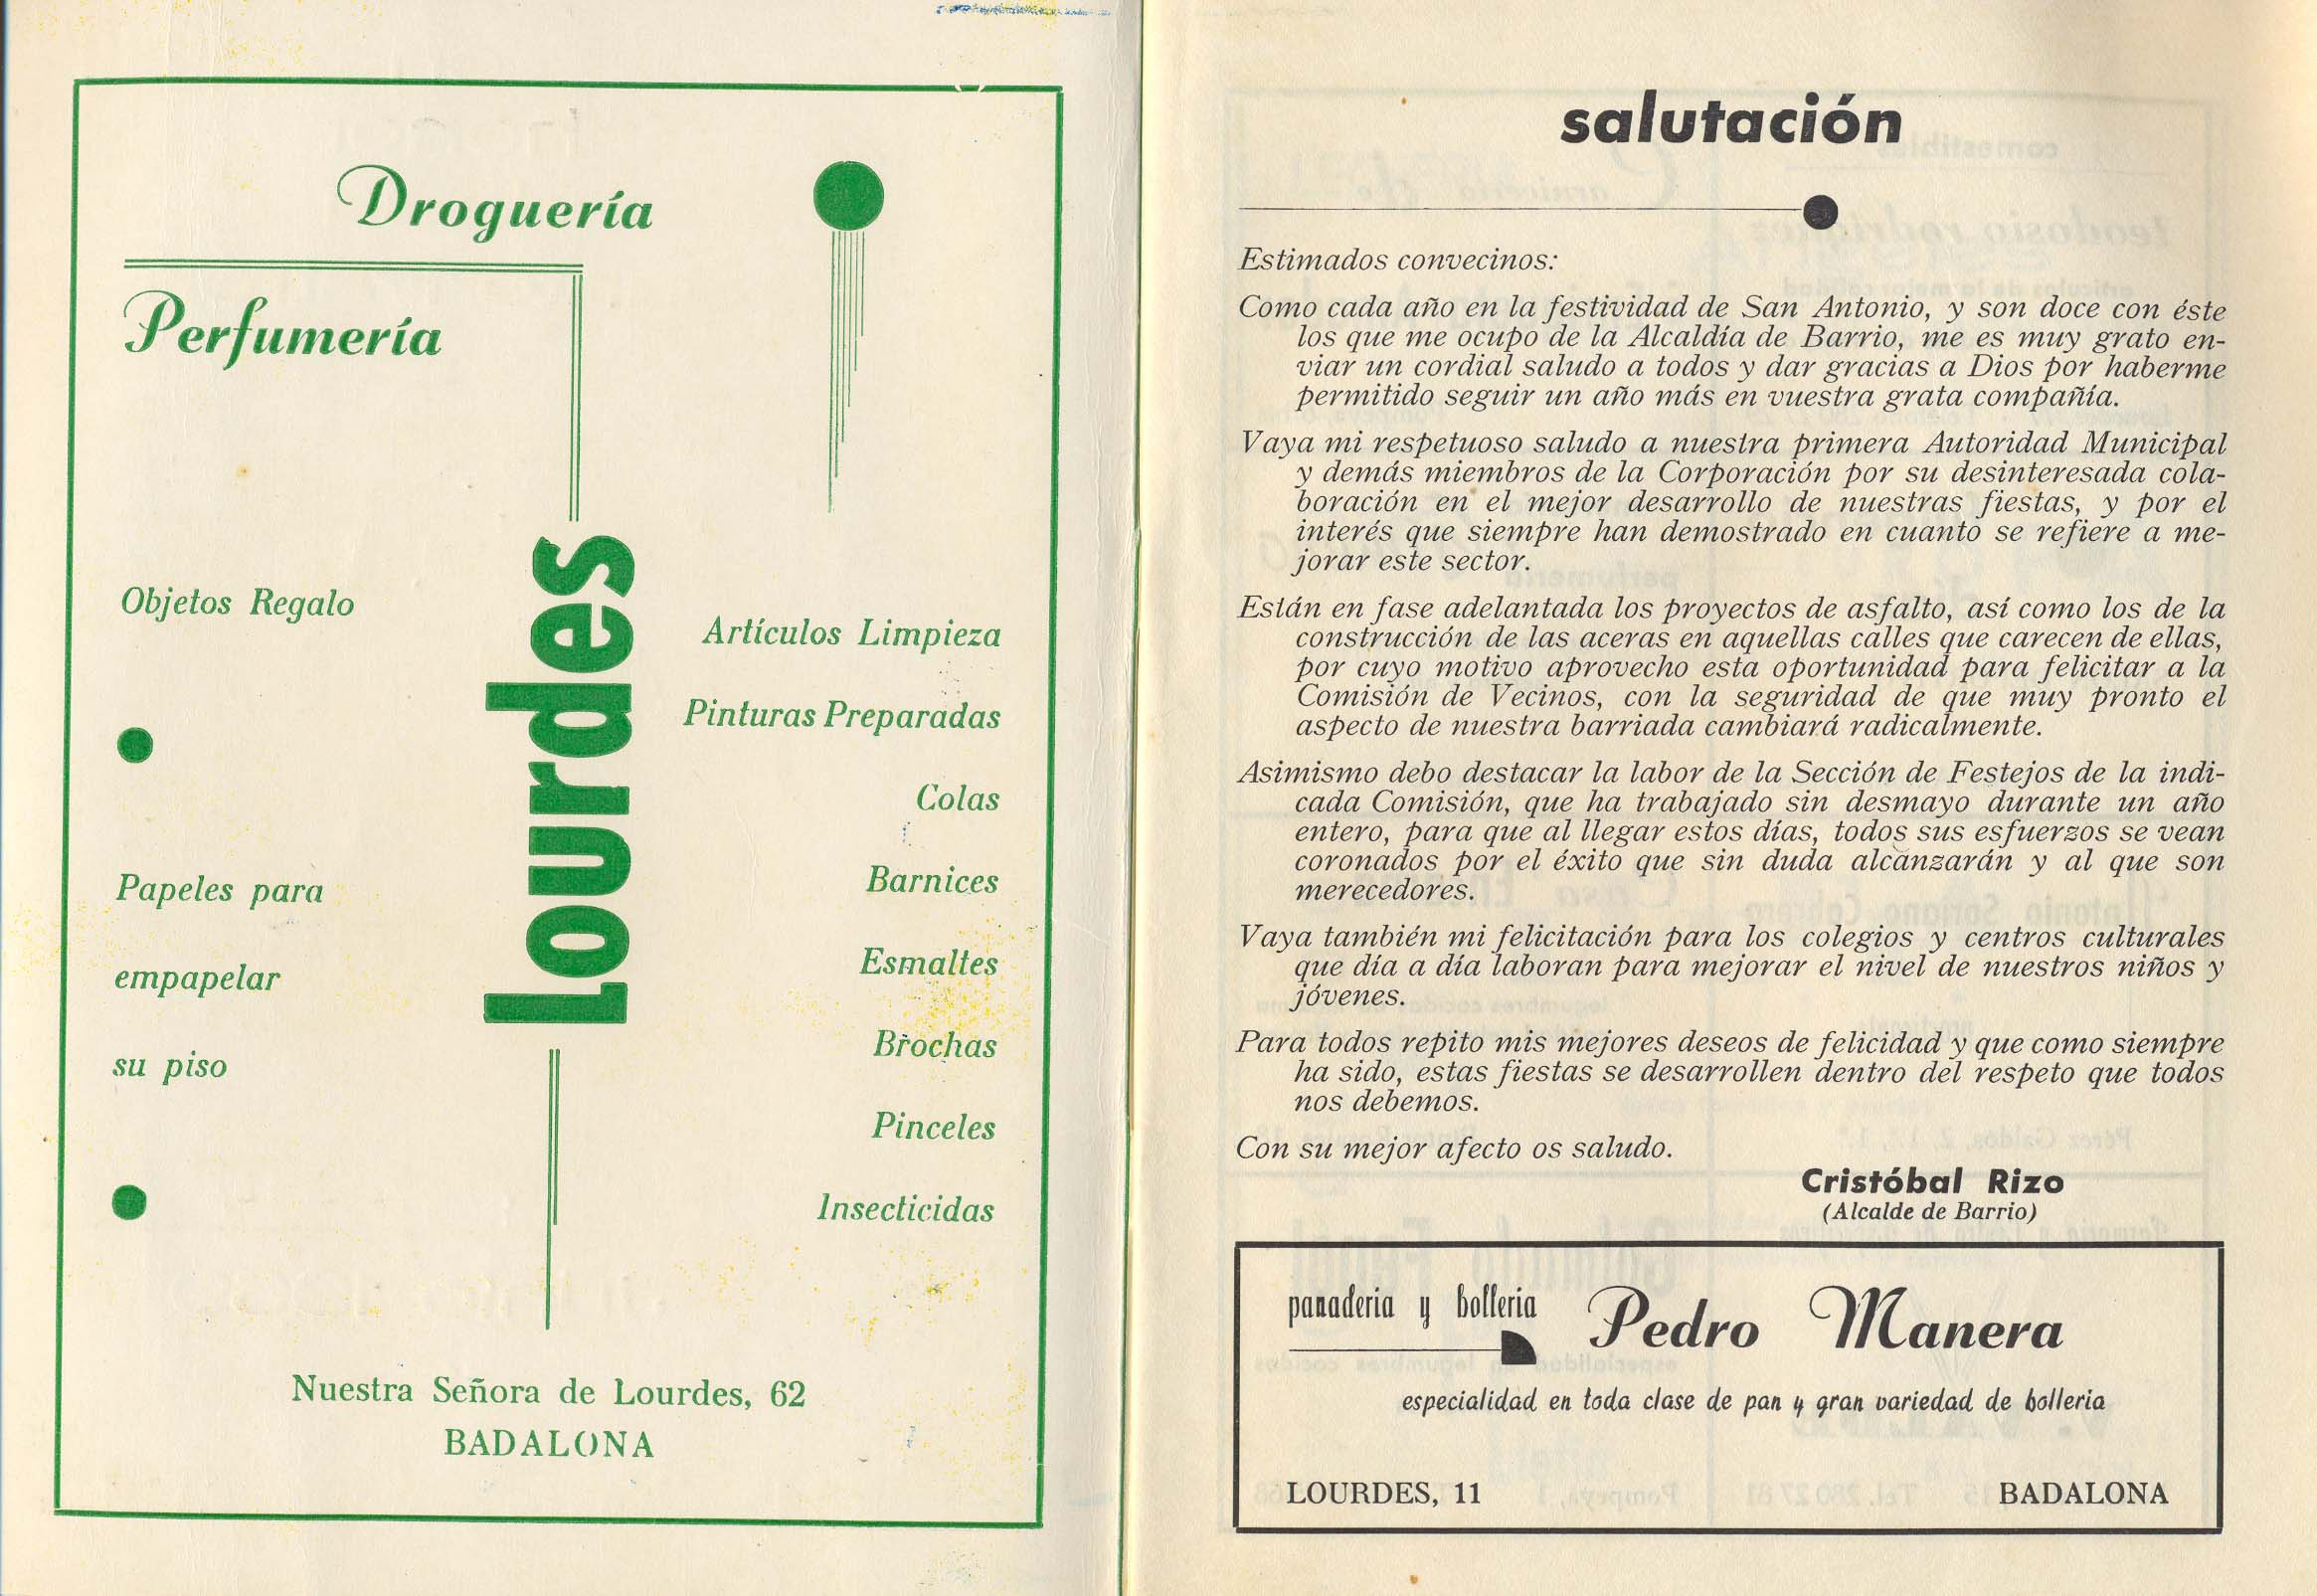 Droguería
Perfumería
Lourdes
Objetos Regalo
Papeles para
empapelar
su piso
Artículos Limpieza
Pinturas Preparadas
Colas
Barnices
Esmaltes
Brochas
Pinceles
Insecticidas
Nuestra Señora de Lourdes, 62
BADALONA
salutación
Estimados convecinos:
Como cada año en la festividad de San Antonio, y son doce con éste
los que me ocupo de la Alcaldía de Barrio, me es muy grato en-
viar un cordial saludo a todos y dar gracias a Dios por haberme
permitido seguir un año más en vuestra grata compañía.
Vaya mi respetuoso saludo a nuestra primera Autoridad Municipal
y demás miembros de la Corporación por su desinteresada cola-
boración en el mejor desarrollo de nuestras fiestas, y por el
interés que siempre han demostrado en cuanto se refiere a me-
jorar este sector.
Están en fase adelantada los proyectos de asfalto, así como los de la
construcción de las aceras en aquellas calles que carecen de ellas,
por cuyo motivo aprovecho esta oportunidad para felicitar a la
Comisión de Vecinos, con la seguridad de que muy pronto el
aspecto de nuestra barriada cambiará radicalmente.
Asimismo debo destacar la labor de la Sección de Festejos de la indi-
cada Comisión, que ha trabajado sin desmayo durante un año
entero, para que al llegar estos días, todos sus esfuerzos se vean
coronados por el éxito que sin duda alcanzarán y al que son
merecedores.
Vaya también mi felicitación para los colegios y centros culturales
que día a día laboran para mejorar el nivel de nuestros niños y
jóvenes.
Para todos repito mis mejores deseos de felicidad y que como siempre
ha sido, estas fiestas se desarrollen dentro del respeto que todos
nos debemos.
Con su mejor afecto os saludo.
Cristóbal Rizo
(Alcalde de Barrio)
panaderia y bolleria Pedro Manera
especialidad en toda clase de pan y gran variedad de bolleria
LOURDES, 11 BADALONA